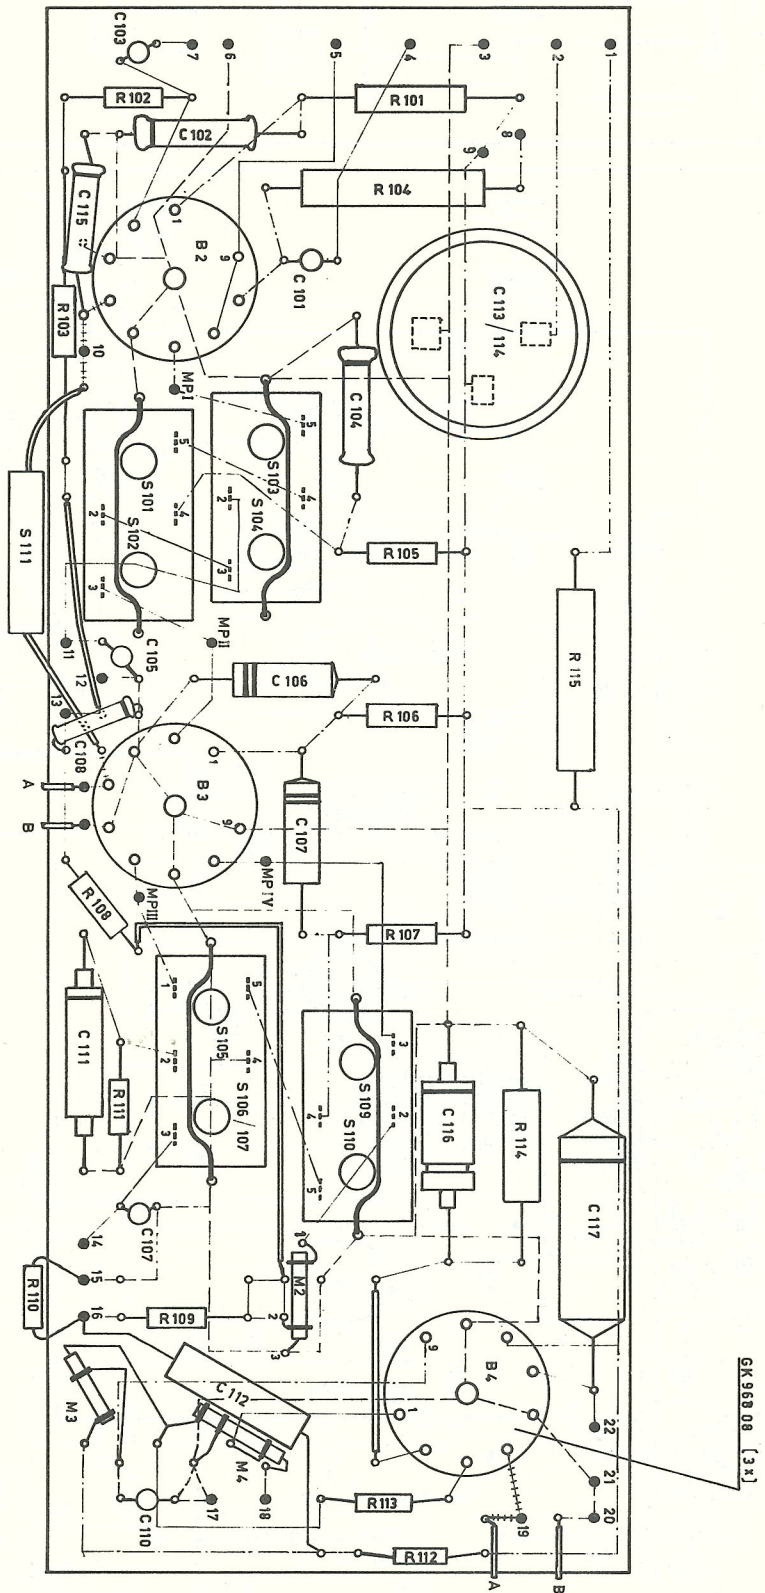 C103
7
6
5
4
3
2
1
R102
R101
C102
8
9
R104
C115
1
B2
9
C101
C113
/
114
R103
10
MPI
C104
5
S101
S103
5
2
4
2
4
S102
S104
3
3
R105
S111
11
MPII
C105
12
13
C106
R106
R115
C108
1
A
B
B3
9
C107
MPIII
MPIV
R108
R107
C111
1
5
S105
2
4
S106
/
107
R111
3
3
S109
4
2
S110
5
C116
R114
C117
C107
14
15
16
R110
R109
1
M2
2
3
M3
C112
M4
C110
17
18
9
B4
1
R113
R112
22
21
20
19
A
B
GK 968 08 [3x]